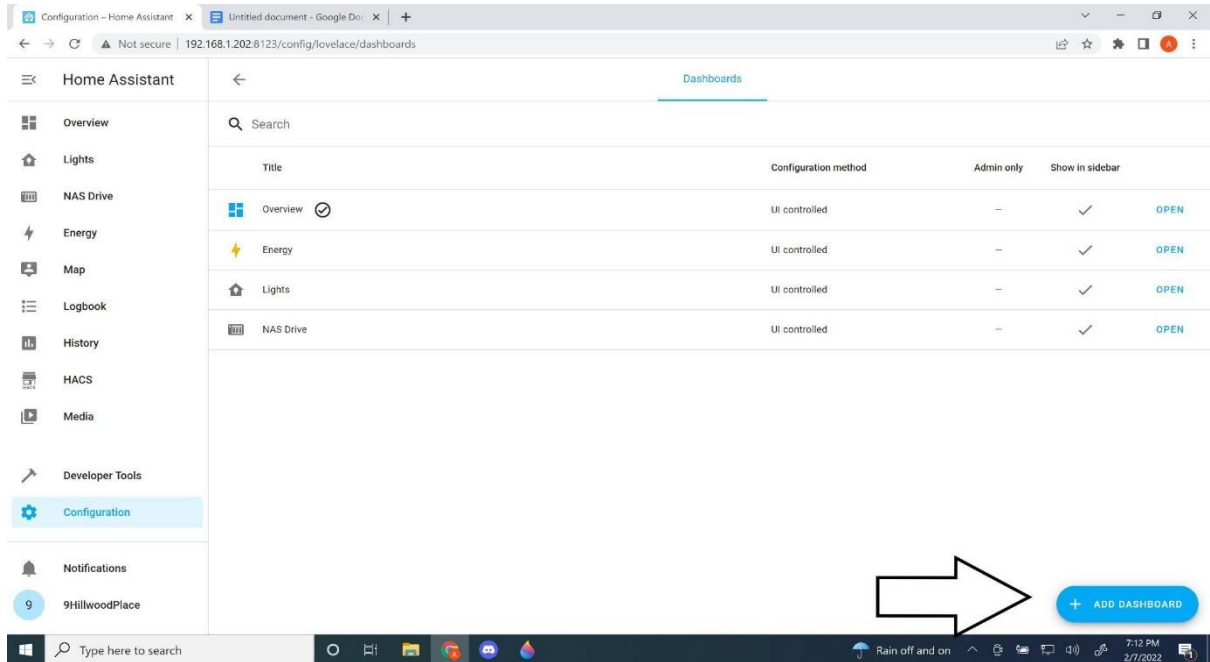 Configuration – Home Assistant
Untitled document - Google Doc
Not secure | 192.168.1.202:8123/config/lovelace/dashboards
A
Home Assistant
Dashboards
Overview
Search
Lights
Title Configuration method Admin only Show in sidebar
NAS Drive
Overview UI controlled – OPEN
Energy
Energy UI controlled – OPEN
Map
Lights UI controlled – OPEN
Logbook
NAS Drive UI controlled – OPEN
History
HACS
HACS
Media
Developer Tools
Configuration
Notifications
9 9HillwoodPlace
+ ADD DASHBOARD
Type here to search
Rain off and on
7:12 PM
2/7/2022